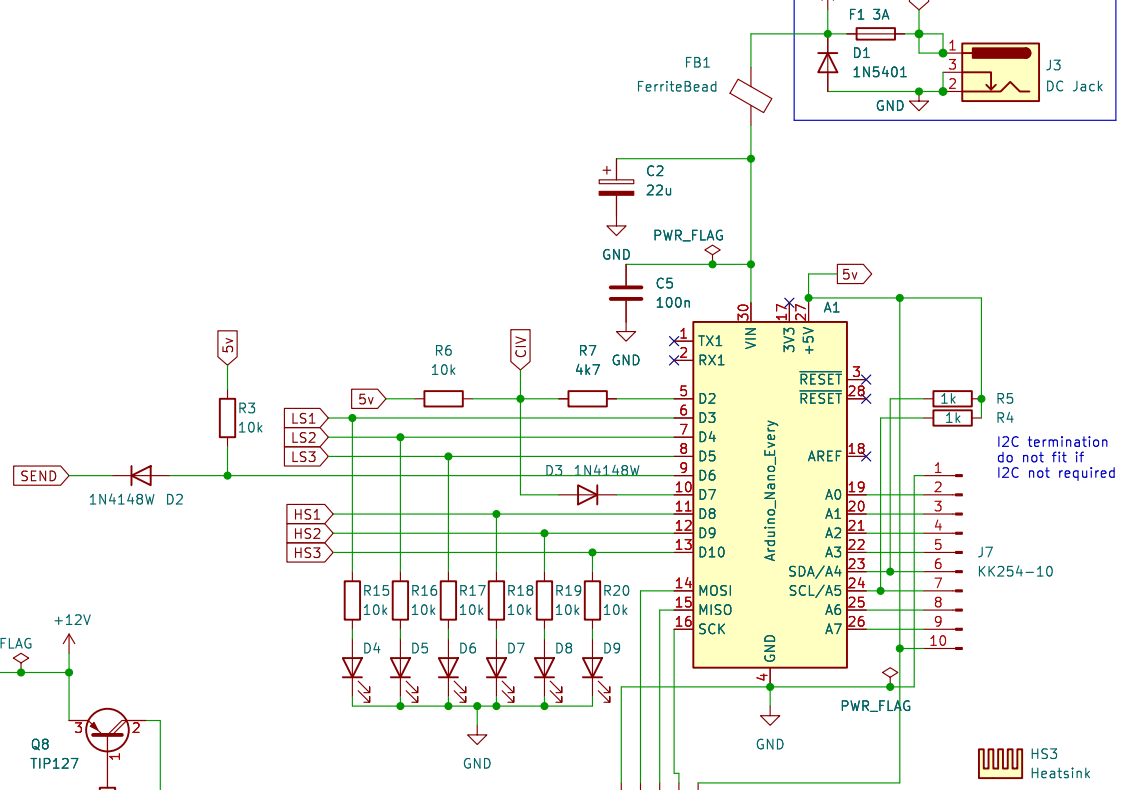 F1 3A
D1
1N5401
1
3
2
J3
DC Jack
GND
FB1
FerriteBead
+
C2
22u
GND
PWR_FLAG
C5
100n
GND
5v
A1
30
17
27
VIN
3V3
+5V
1
TX1
2
RX1
RESET
3
RESET
28
5v
R3
10k
R6
10k
CIV
R7
4k7
5v
5
D2
LS1
6
D3
LS2
7
D4
LS3
8
D5
1k
R5
1k
R4
I2C termination
do not fit if
I2C not required
AREF
18
SEND
1N4148W D2
D3 1N4148W
9
D6
10
D7
HS1
11
D8
HS2
12
D9
HS3
13
D10
Arduino_Nano_Every
A0
19
A1
20
A2
21
A3
22
SDA/A4
23
SCL/A5
24
A6
25
A7
26
1
2
3
4
5
6
7
8
9
10
J7
KK254-10
R15
10k
R16
10k
R17
10k
R18
10k
R19
10k
R20
10k
14
MOSI
15
MISO
16
SCK
GND
4
D4
D5
D6
D7
D8
D9
GND
GND
PWR_FLAG
+12V
FLAG
3
2
1
Q8
TIP127
HS3
Heatsink